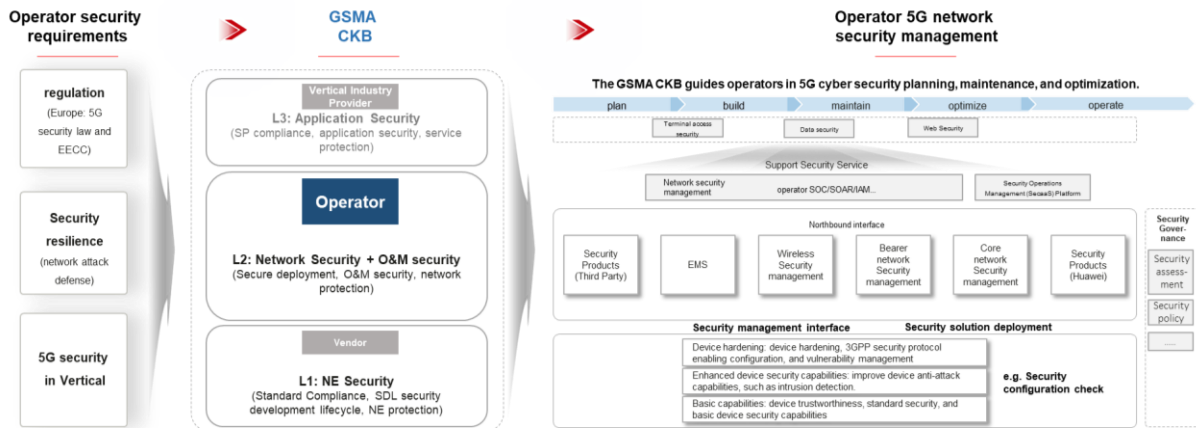 Operator security
requirements
GSMA
CKB
Operator 5G network
security management
regulation
(Europe: 5G
security law and
EECC)
Security
resilience
(network attack
defense)
5G security
in Vertical
Vertical Industry
Provider
L3: Application Security
(SP compliance, application security, service
protection)
Operator
L2: Network Security + O&M security
(Secure deployment, O&M security, network
protection)
Vendor
L1: NE Security
(Standard Compliance, SDL security
development lifecycle, NE protection)
The GSMA CKB guides operators in 5G cyber security planning, maintenance, and optimization.
plan
build
maintain
optimize
operate
Terminal access
security
Data security
Web Security
Support Security Service
Network security
management
operator SOC/SOAR/IAM...
Security Operations
Management (SecaaS) Platform
Northbound interface
Security
Products
(Third Party)
EMS
Wireless
Security
management
Bearer
network
Security
management
Core
network
Security
management
Security
Products
(Huawei)
Security management interface
Security solution deployment
Device hardening: device hardening, 3GPP security protocol
enabling configuration, and vulnerability management
Enhanced device security capabilities: improve device anti-attack
capabilities, such as intrusion detection.
Basic capabilities: device trustworthiness, standard security, and
basic device security capabilities
e.g. Security
configuration check
Security
Gover-
nance
Security
assess-
ment
Security
policy
......